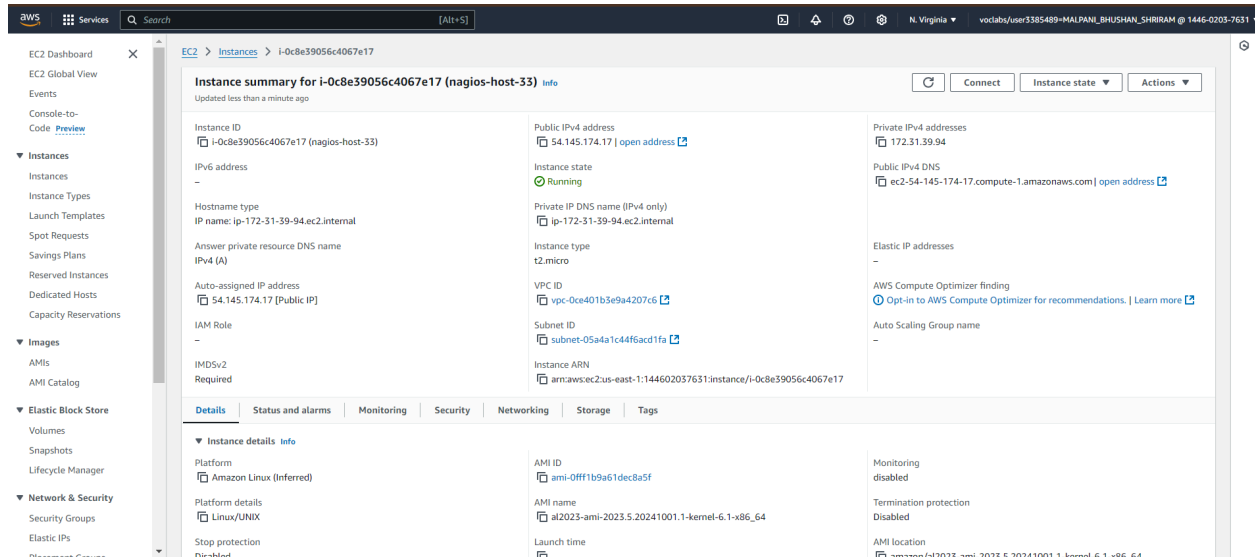 aws Services Search [Alt+S] N. Virginia voclabs/user3385489=MALPANI_BHUSHAN_SHRIRAM @ 1446-0203-7631
EC2 Dashboard
EC2 Global View
Events
Console-to-
Code Preview
Instances
Instances
Instance Types
Launch Templates
Spot Requests
Savings Plans
Reserved Instances
Dedicated Hosts
Capacity Reservations
Images
AMIs
AMI Catalog
Elastic Block Store
Volumes
Snapshots
Lifecycle Manager
Network & Security
Security Groups
Elastic IPs
Placement Groups
EC2 > Instances > i-0c8e39056c4067e17
Instance summary for i-0c8e39056c4067e17 (nagios-host-33) Info
Updated less than a minute ago
Connect Instance state Actions
Instance ID
i-0c8e39056c4067e17 (nagios-host-33)
Public IPv4 address
54.145.174.17 | open address
Private IPv4 addresses
172.31.39.94
IPv6 address
–
Instance state
Running
Public IPv4 DNS
ec2-54-145-174-17.compute-1.amazonaws.com | open address
Hostname type
IP name: ip-172-31-39-94.ec2.internal
Private IP DNS name (IPv4 only)
ip-172-31-39-94.ec2.internal
Answer private resource DNS name
IPv4 (A)
Instance type
t2.micro
Elastic IP addresses
–
Auto-assigned IP address
54.145.174.17 [Public IP]
VPC ID
vpc-0ce401b3e9a4207c6
AWS Compute Optimizer finding
Opt-in to AWS Compute Optimizer for recommendations. | Learn more
IAM Role
–
Subnet ID
subnet-05a4a1c44f6acd1fa
Auto Scaling Group name
–
IMDSv2
Required
Instance ARN
arn:aws:ec2:us-east-1:144602037631:instance/i-0c8e39056c4067e17
Details Status and alarms Monitoring Security Networking Storage Tags
Instance details Info
Platform
Amazon Linux (Inferred)
AMI ID
ami-0fff1b9a61dec8a5f
Monitoring
disabled
Platform details
Linux/UNIX
AMI name
al2023-ami-2023.5.20241001.1-kernel-6.1-x86_64
Termination protection
Disabled
Stop protection
Disabled
Launch time
AMI location
amazon/al2023-ami-2023.5.20241001.1-kernel-6.1-x86_64